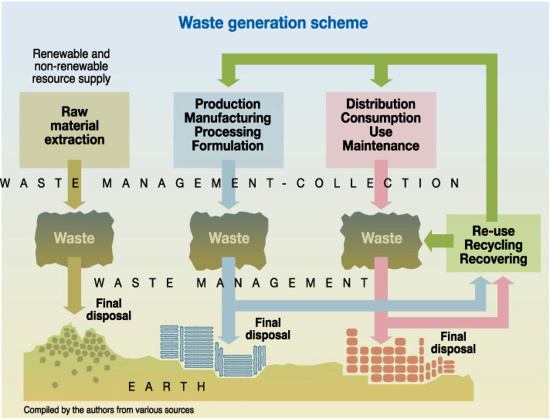 Waste generation scheme
Renewable and
non-renewable
resource supply
Raw
material
extraction
Production
Manufacturing
Processing
Formulation
Distribution
Consumption
Use
Maintenance
WASTE MANAGEMENT-COLLECTION
Waste
Waste
Waste
Re-use
Recycling
Recovering
WASTE MANAGEMENT
Final
disposal
Final
disposal
Final
disposal
EARTH
Compiled by the authors from various sources